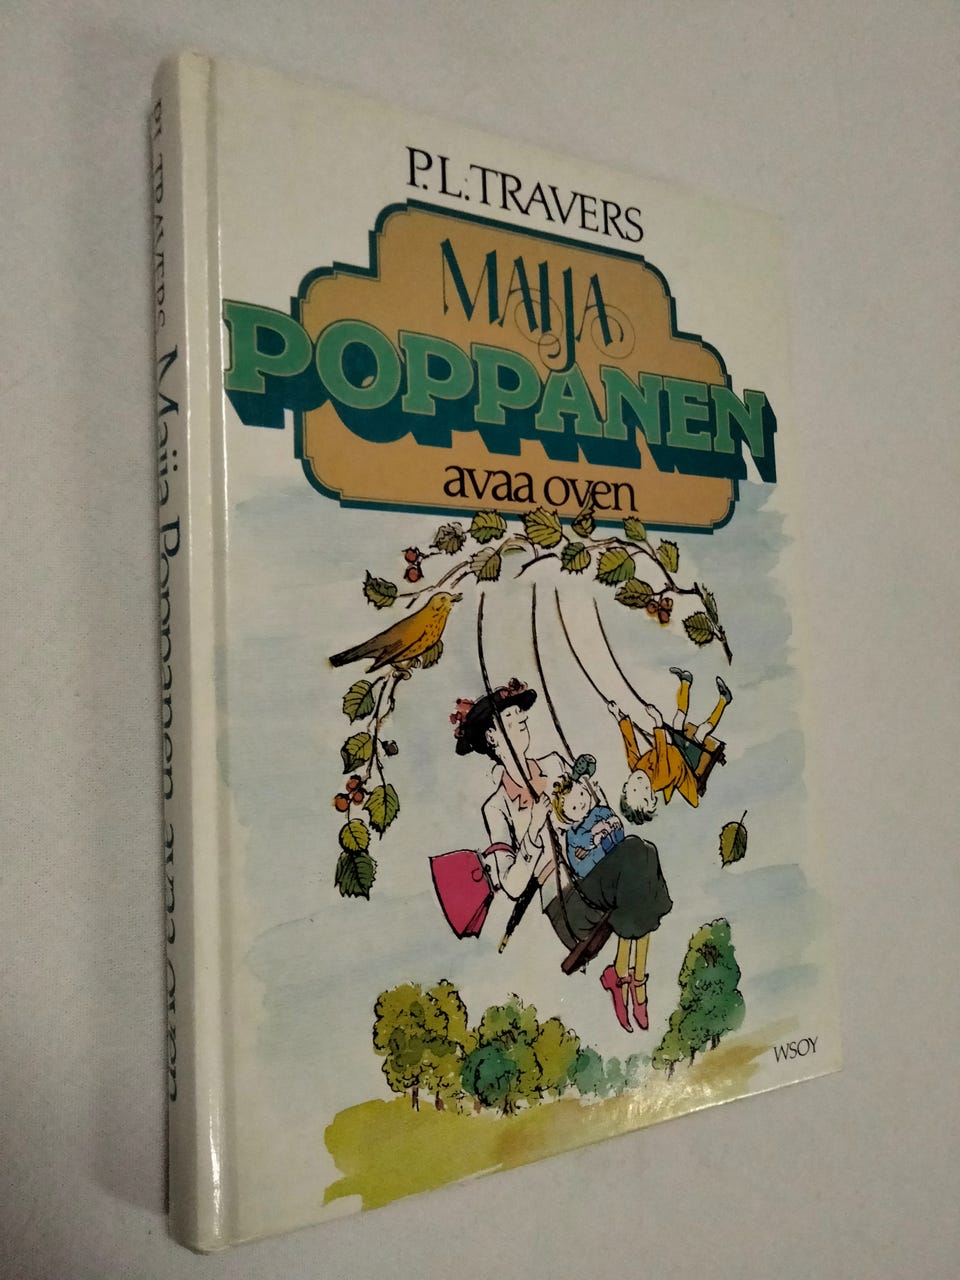 P. L. TRAVERS
MAIJA
POPPANEN
avaa oven
WSOY
P.L. TRAVERS Maija Poppanen avaa oven